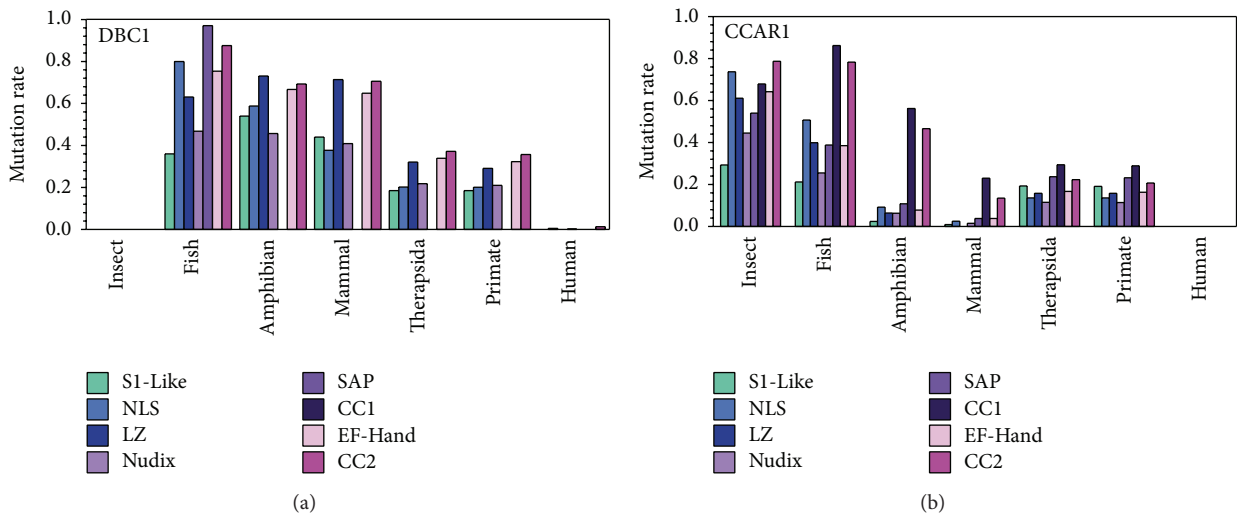 DBC1
Mutation rate
1.0
0.8
0.6
0.4
0.2
0.0
Insect
Fish
Amphibian
Mammal
Therapsida
Primate
Human
S1-Like
NLS
LZ
Nudix
SAP
CC1
EF-Hand
CC2
(a)
CCAR1
Mutation rate
1.0
0.8
0.6
0.4
0.2
0.0
Insect
Fish
Amphibian
Mammal
Therapsida
Primate
Human
S1-Like
NLS
LZ
Nudix
SAP
CC1
EF-Hand
CC2
(b)